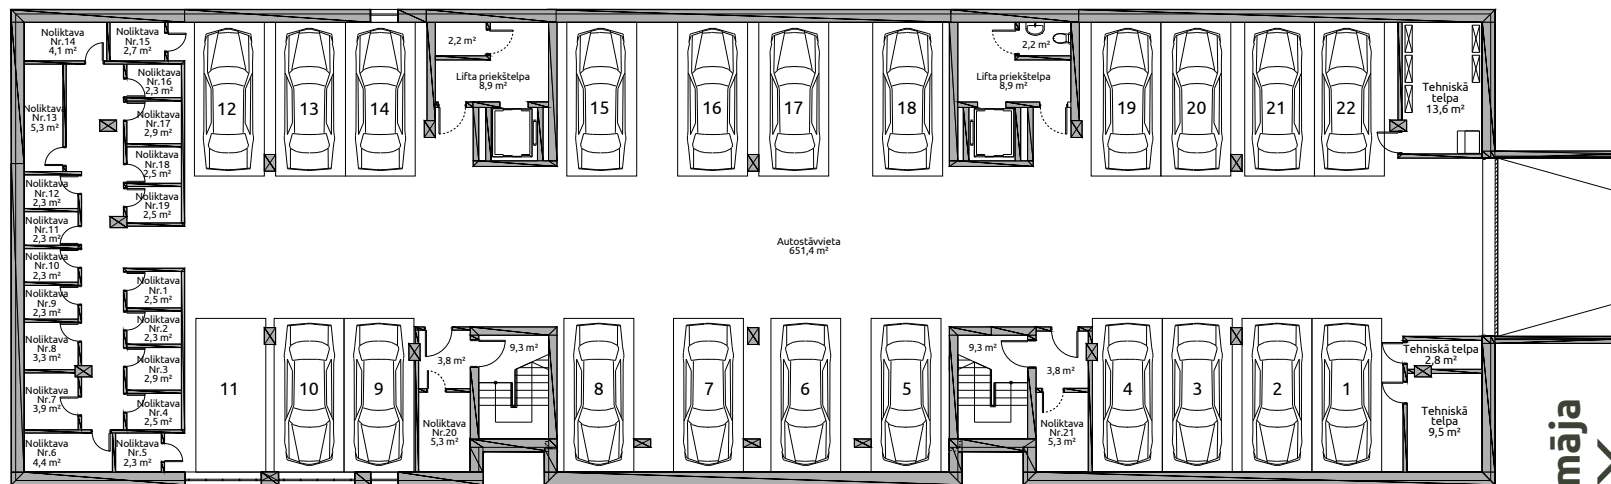 Noliktava
Nr.14
4,1 m²
Noliktava
Nr.15
2,7 m²
Noliktava
Nr.16
2,3 m²
Noliktava
Nr.13
5,3 m²
Noliktava
Nr.17
2,9 m²
Noliktava
Nr.18
2,5 m²
Noliktava
Nr.12
2,3 m²
Noliktava
Nr.19
2,5 m²
Noliktava
Nr.11
2,3 m²
Noliktava
Nr.10
2,3 m²
Noliktava
Nr.9
2,3 m²
Noliktava
Nr.1
2,5 m²
Noliktava
Nr.8
3,3 m²
Noliktava
Nr.2
2,3 m²
Noliktava
Nr.3
2,9 m²
Noliktava
Nr.7
3,9 m²
Noliktava
Nr.4
2,5 m²
Noliktava
Nr.6
4,4 m²
Noliktava
Nr.5
2,3 m²
12
13
14
2,2 m²
Lifta priekštelpa
8,9 m²
15
16
17
18
2,2 m²
Lifta priekštelpa
8,9 m²
19
20
21
22
Tehniskā
telpa
13,6 m²
Autostāvvieta
651,4 m²
11
10
9
3,8 m²
9,3 m²
Noliktava
Nr.20
5,3 m²
8
7
6
5
9,3 m²
3,8 m²
Noliktava
Nr.21
5,3 m²
4
3
2
1
Tehniskā telpa
2,8 m²
Tehniskā
telpa
9,5 m²
māja